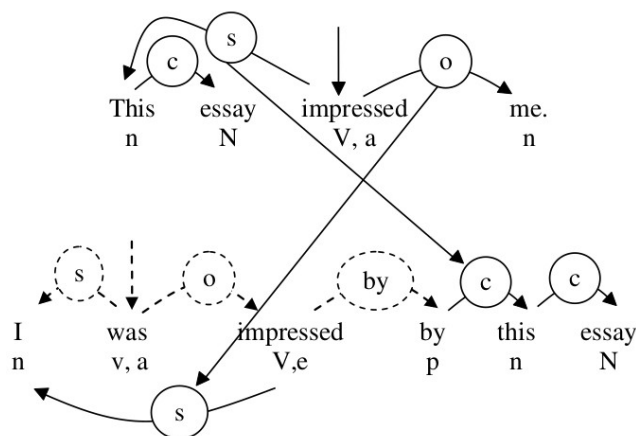 s
o
c
This essay impressed me.
n N V, a n
s o by c c
I was impressed by this essay
n v, a V,e p n N
s